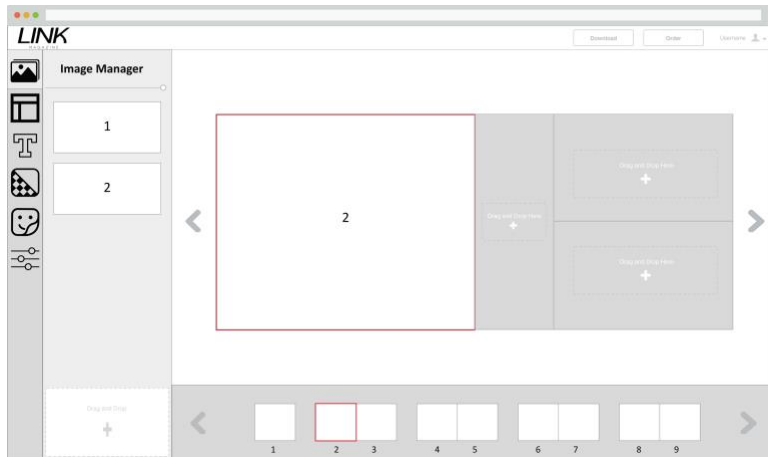 LINK
MAGAZINE
Download
Order
Username
Image Manager
1
2
2
Drag and Drop Here
Drag and Drop Here
Drag and Drop Here
Drag and Drop
1 2 3 4 5 6 7 8 9